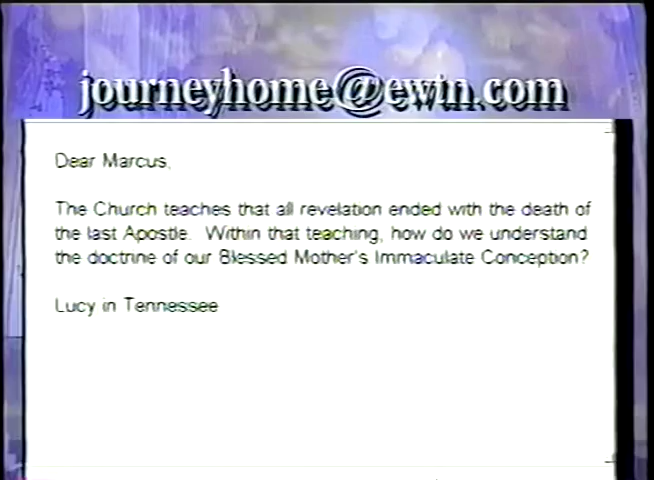 journeyhome@ewtn.com
Dear Marcus,
The Church teaches that all revelation ended with the death of
the last Apostle. Within that teaching, how do we understand
the doctrine of our Blessed Mother's Immaculate Conception?
Lucy in Tennessee